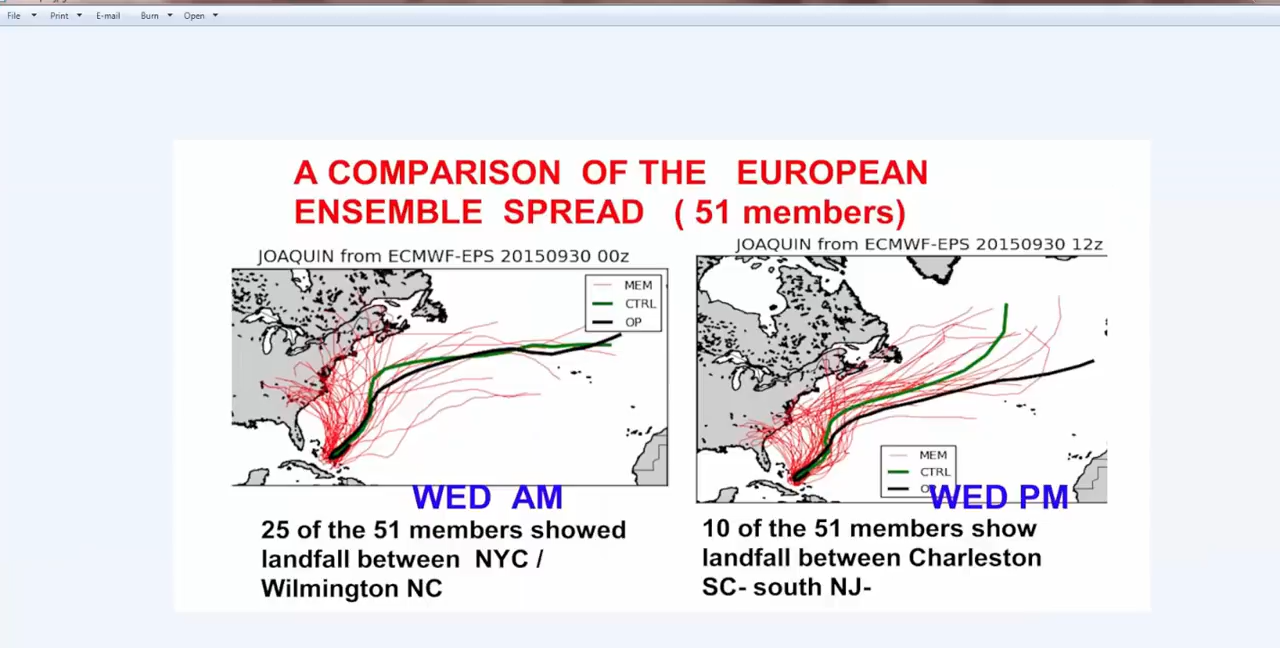 File Print E-mail Burn Open
A COMPARISON OF THE EUROPEAN
ENSEMBLE SPREAD ( 51 members)
JOAQUIN from ECMWF-EPS 20150930 00z
MEM
CTRL
OP
WED AM
25 of the 51 members showed
landfall between NYC /
Wilmington NC
JOAQUIN from ECMWF-EPS 20150930 12z
MEM
CTRL
WED PM
10 of the 51 members show
landfall between Charleston
SC- south NJ-